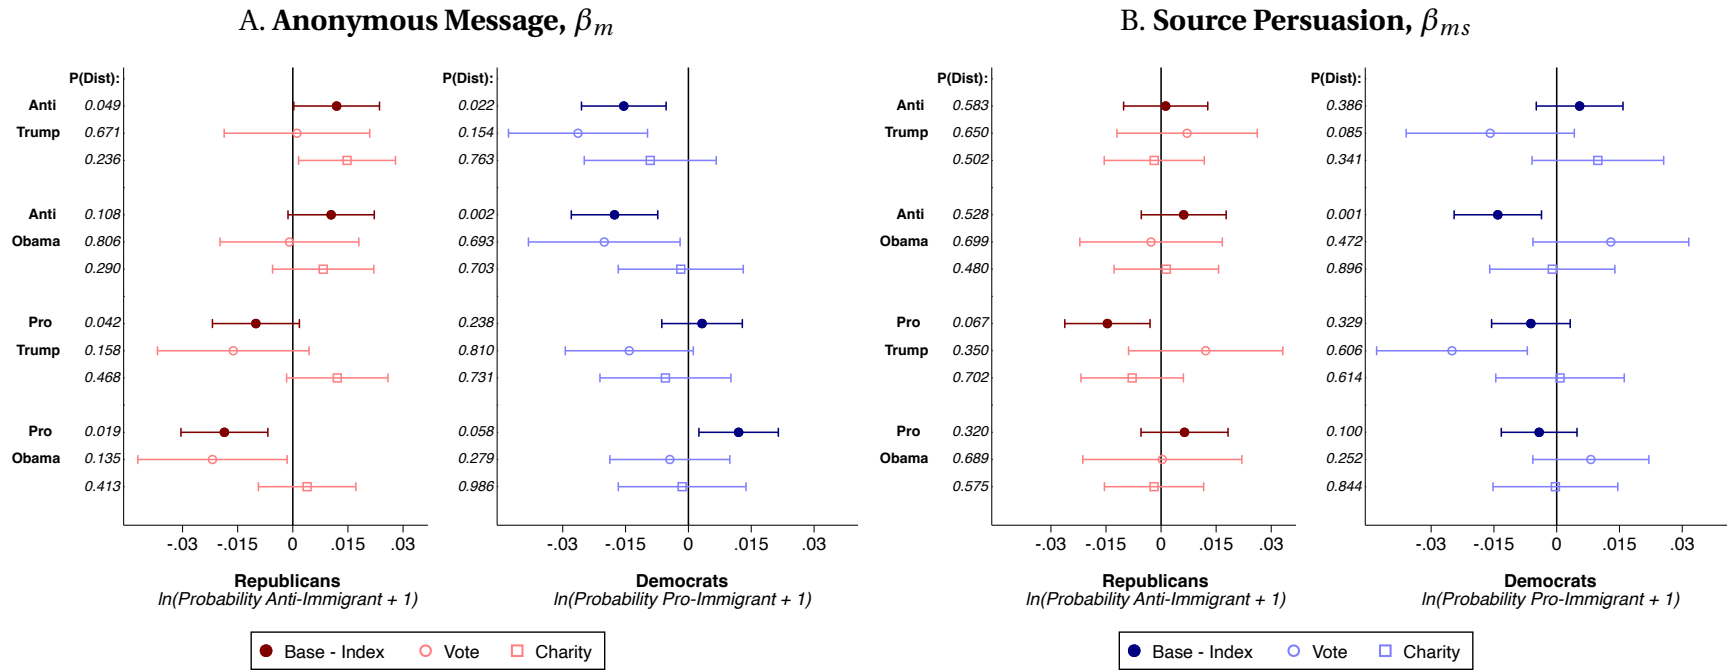 A. Anonymous Message, βm
B. Source Persuasion, βms
P(Dist):
Anti 0.049
Trump 0.671
0.236
Anti 0.108
Obama 0.806
0.290
Pro 0.042
Trump 0.158
0.468
Pro 0.019
Obama 0.135
0.413
-.03 -.015 0 .015 .03
Republicans
ln(Probability Anti-Immigrant + 1)
P(Dist):
0.022
0.154
0.763
0.002
0.693
0.703
0.238
0.810
0.731
0.058
0.279
0.986
-.03 -.015 0 .015 .03
Democrats
ln(Probability Pro-Immigrant + 1)
Base - Index Vote Charity
P(Dist):
Anti 0.583
Trump 0.650
0.502
Anti 0.528
Obama 0.699
0.480
Pro 0.067
Trump 0.350
0.702
Pro 0.320
Obama 0.689
0.575
-.03 -.015 0 .015 .03
Republicans
ln(Probability Anti-Immigrant + 1)
P(Dist):
0.386
0.085
0.341
0.001
0.472
0.896
0.329
0.606
0.614
0.100
0.252
0.844
-.03 -.015 0 .015 .03
Democrats
ln(Probability Pro-Immigrant + 1)
Base - Index Vote Charity